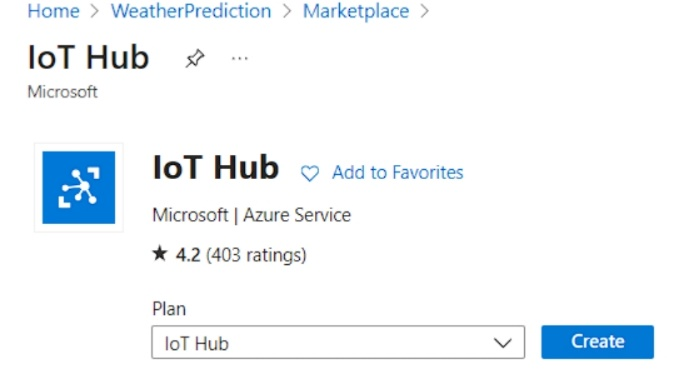 Home > WeatherPrediction > Marketplace >
IoT Hub ...
Microsoft
IoT Hub Add to Favorites
Microsoft | Azure Service
★ 4.2 (403 ratings)
Plan
IoT Hub Create